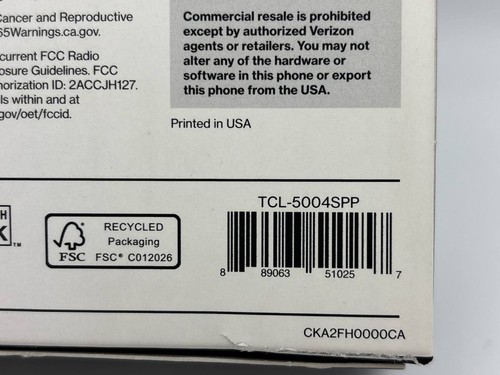 Cancer and Reproductive
65Warnings.ca.gov.
current FCC Radio
osure Guidelines. FCC
horization ID: 2ACCJH127.
ls within and at
gov/oet/fccid.
Commercial resale is prohibited
except by authorized Verizon
agents or retailers. You may not
alter any of the hardware or
software in this phone or export
this phone from the USA.
Printed in USA
H
K
TM
FSC
RECYCLED
Packaging
FSC® C012026
TCL-5004SPP
8 89063 51025 7
CKA2FH0000CA